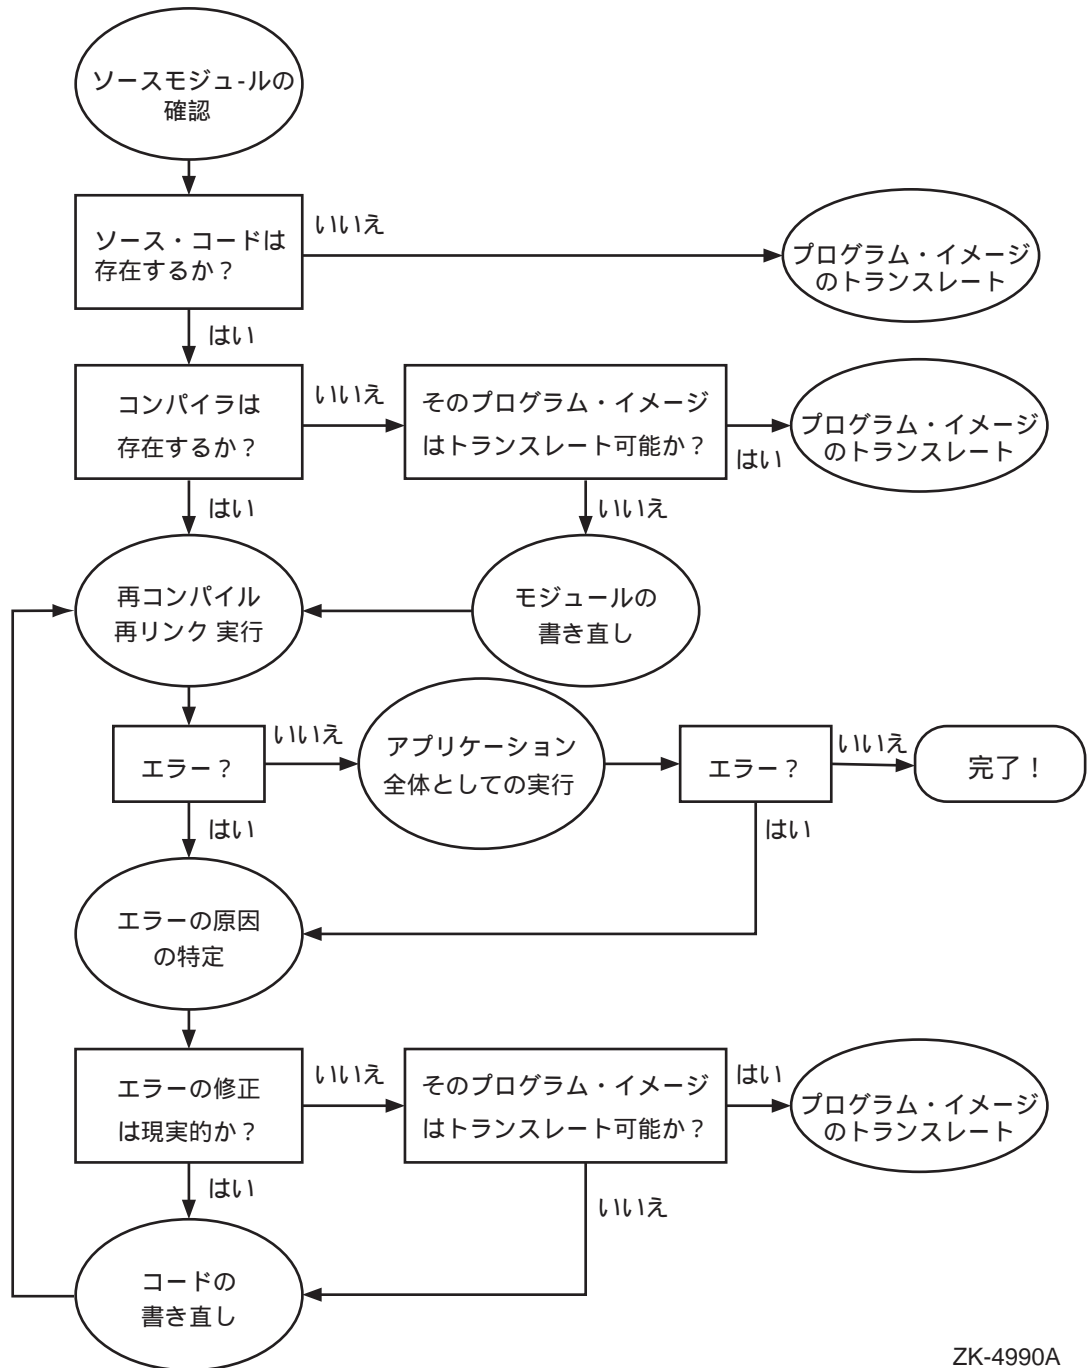 ソースモジュ-ルの
確認
ソース・コードは
存在するか？
いいえ
プログラム・イメージ
のトランスレート
はい
コンパイラは
存在するか？
いいえ
そのプログラム・イメージ
はトランスレート可能か？
はい
プログラム・イメージ
のトランスレート
はい
いいえ
再コンパイル
再リンク 実行
モジュールの
書き直し
エラー？
いいえ
アプリケーション
全体としての実行
エラー？
いいえ
完了！
はい
はい
エラーの原因
の特定
エラーの修正
は現実的か？
いいえ
そのプログラム・イメージ
はトランスレート可能か？
はい
プログラム・イメージ
のトランスレート
はい
いいえ
コードの
書き直し
ZK-4990A